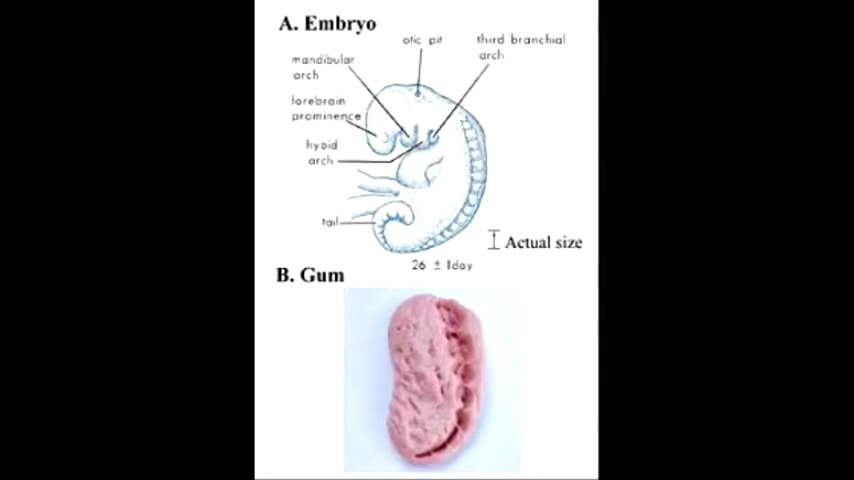 A. Embryo
otic pit
third branchial
arch
mandibular
arch
forebrain
prominence
hyoid
arch
tail
Actual size
26 ± 1day
B. Gum